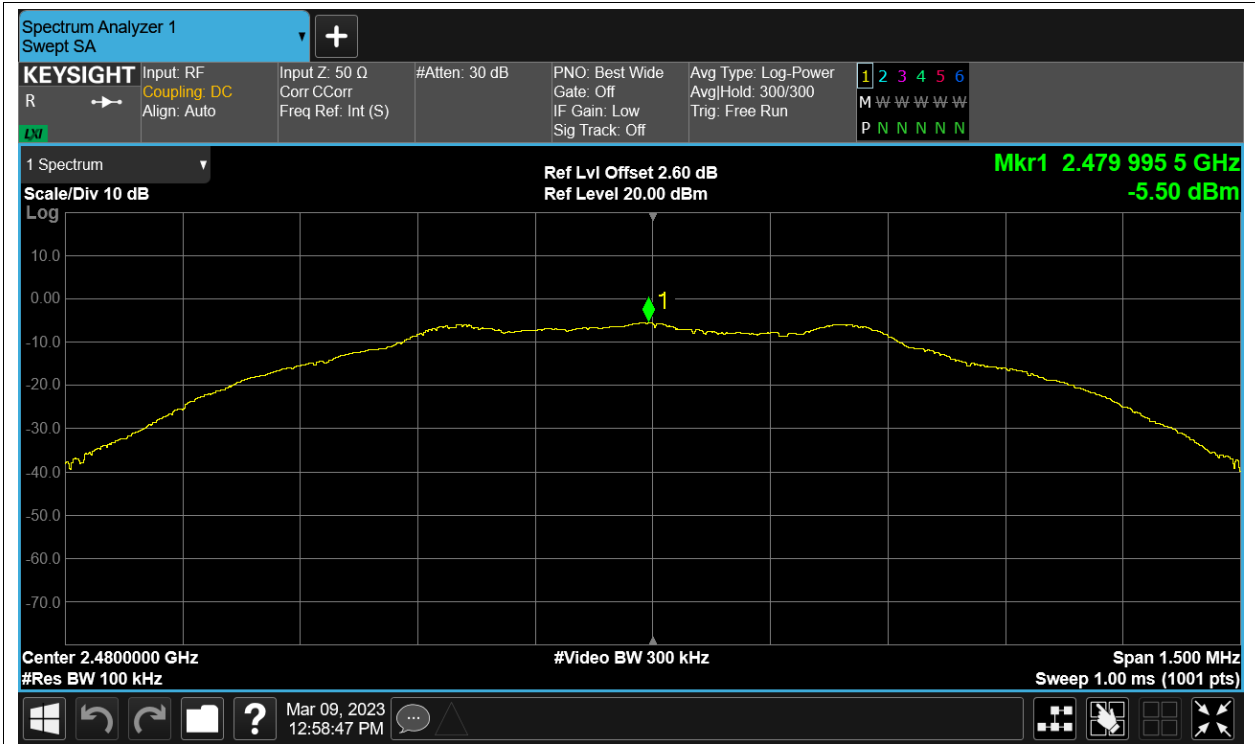 Spectrum Analyzer 1
Swept SA
KEYSIGHT
R
LXI
Input: RF
Coupling: DC
Align: Auto
Input Z: 50 Ω
Corr CCorr
Freq Ref: Int (S)
#Atten: 30 dB
PNO: Best Wide
Gate: Off
IF Gain: Low
Sig Track: Off
Avg Type: Log-Power
Avg|Hold: 300/300
Trig: Free Run
1 2 3 4 5 6
M W W W W W
P N N N N N
1 Spectrum
Scale/Div 10 dB
Log
Ref Lvl Offset 2.60 dB
Ref Level 20.00 dBm
Mkr1 2.479 995 5 GHz
-5.50 dBm
10.0
0.00
1
-10.0
-20.0
-30.0
-40.0
-50.0
-60.0
-70.0
Center 2.4800000 GHz
#Res BW 100 kHz
#Video BW 300 kHz
Span 1.500 MHz
Sweep 1.00 ms (1001 pts)
?
Mar 09, 2023
12:58:47 PM